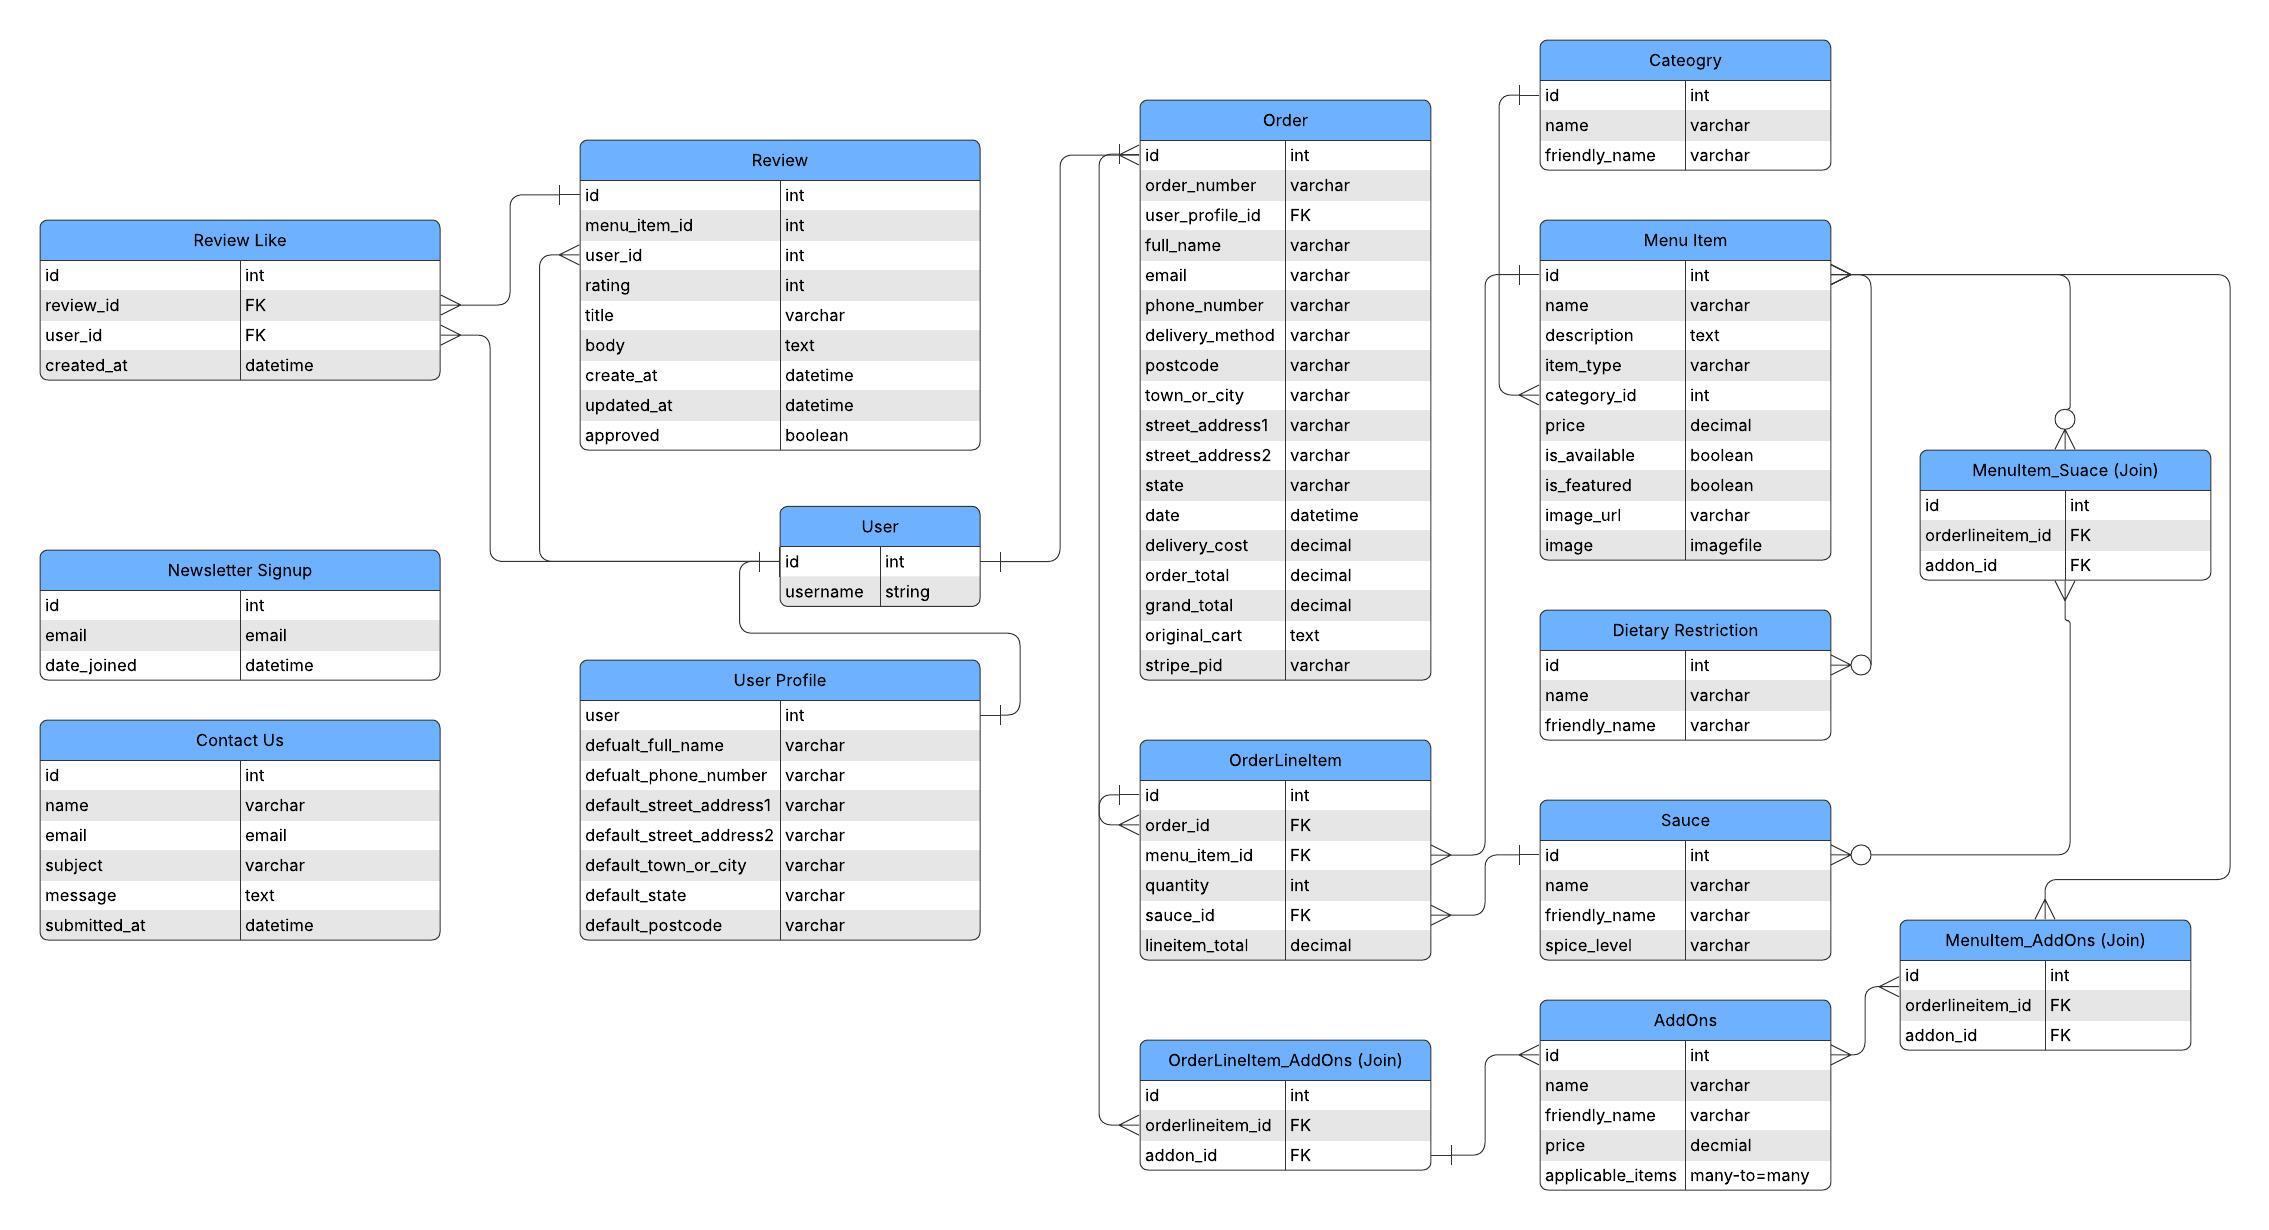 Review Like
id int
review_id FK
user_id FK
created_at datetime
Newsletter Signup
id int
email email
date_joined datetime
Contact Us
id int
name varchar
email email
subject varchar
message text
submitted_at datetime
Review
id int
menu_item_id int
user_id int
rating int
title varchar
body text
create_at datetime
updated_at datetime
approved boolean
User
id int
username string
User Profile
user int
defualt_full_name varchar
defualt_phone_number varchar
default_street_address1 varchar
default_street_address2 varchar
default_town_or_city varchar
default_state varchar
default_postcode varchar
Order
id int
order_number varchar
user_profile_id FK
full_name varchar
email varchar
phone_number varchar
delivery_method varchar
postcode varchar
town_or_city varchar
street_address1 varchar
street_address2 varchar
state varchar
date datetime
delivery_cost decimal
order_total decimal
grand_total decimal
original_cart text
stripe_pid varchar
OrderLineItem
id int
order_id FK
menu_item_id FK
quantity int
sauce_id FK
lineitem_total decimal
OrderLineItem_AddOns (Join)
id int
orderlineitem_id FK
addon_id FK
Cateogry
id int
name varchar
friendly_name varchar
Menu Item
id int
name varchar
description text
item_type varchar
category_id int
price decimal
is_available boolean
is_featured boolean
image_url varchar
image imagefile
Dietary Restriction
id int
name varchar
friendly_name varchar
Sauce
id int
name varchar
friendly_name varchar
spice_level varchar
AddOns
id int
name varchar
friendly_name varchar
price decmial
applicable_items many-to=many
MenuItem_Suace (Join)
id int
orderlineitem_id FK
addon_id FK
MenuItem_AddOns (Join)
id int
orderlineitem_id FK
addon_id FK